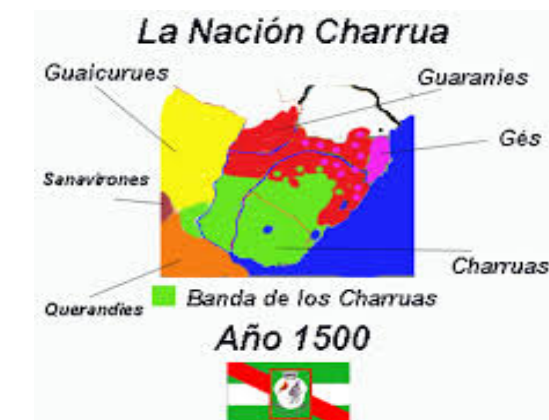 La Nación Charrua
Guaicurues
Guaranies
Gés
Sanavirones
Charruas
Querandies
Banda de los Charruas
Año 1500